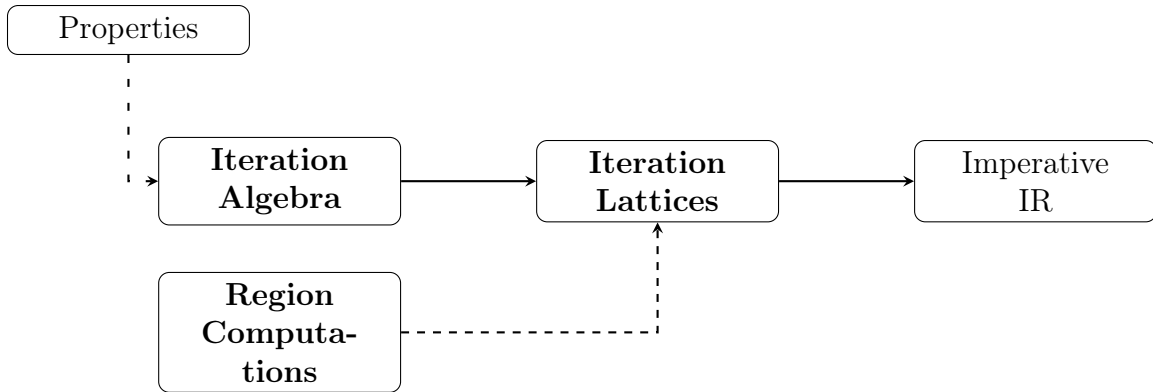 Properties
Iteration
Algebra
Iteration
Lattices
Imperative
IR
Region
Computa-
tions